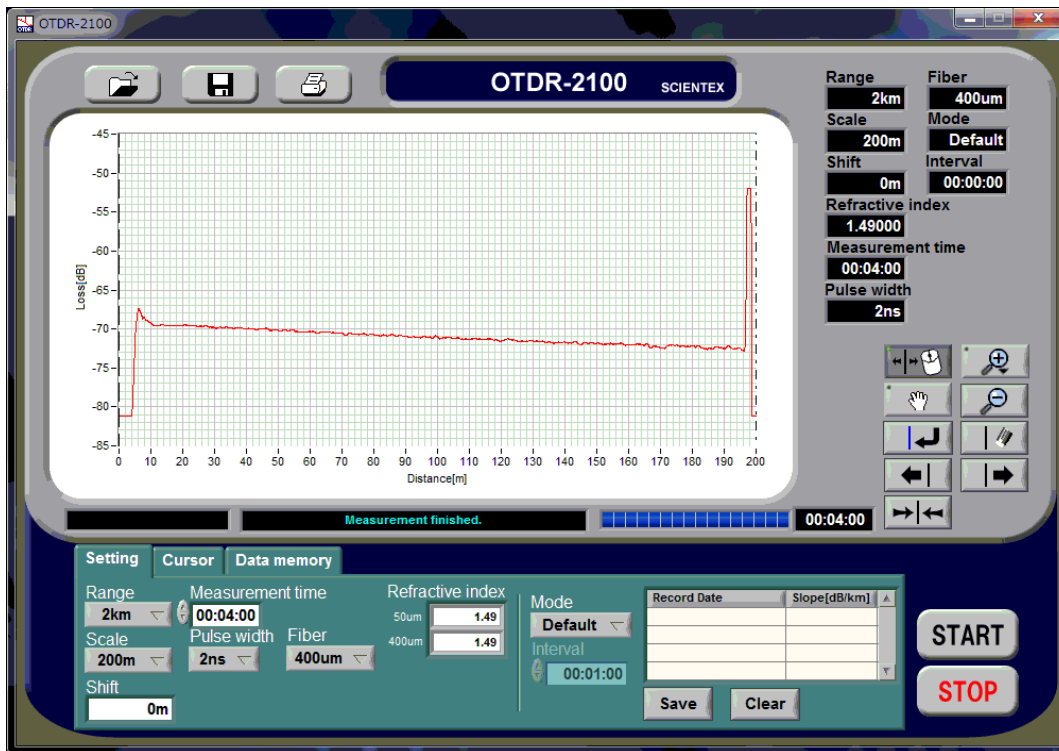 OTDR-2100
OTDR-2100 SCIENTEX
Range Fiber
2km 400um
Scale Mode
200m Default
Shift Interval
0m 00:00:00
Refractive index
1.49000
Measurement time
00:04:00
Pulse width
2ns
-45
-50
-55
-60
-65
-70
-75
-80
-85
Loss[dB]
0 10 20 30 40 50 60 70 80 90 100 110 120 130 140 150 160 170 180 190 200
Distance[m]
Measurement finished. 00:04:00
Setting Cursor Data memory
Range Measurement time Refractive index
2km 00:04:00 50um 1.49
Scale Pulse width Fiber 400um 1.49
200m 2ns 400um
Shift
0m
Mode
Default
Interval
00:01:00
Record Date Slope[dB/km]
Save Clear
START
STOP